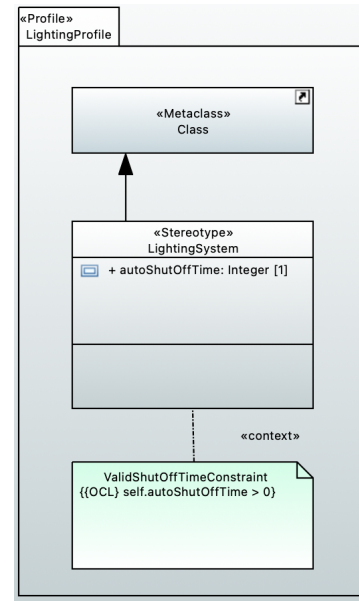 «Profile»
LightingProfile
«Metaclass»
Class
«Stereotype»
LightingSystem
+ autoShutOffTime: Integer [1]
«context»
ValidShutOffTimeConstraint
{{OCL} self.autoShutOffTime > 0}